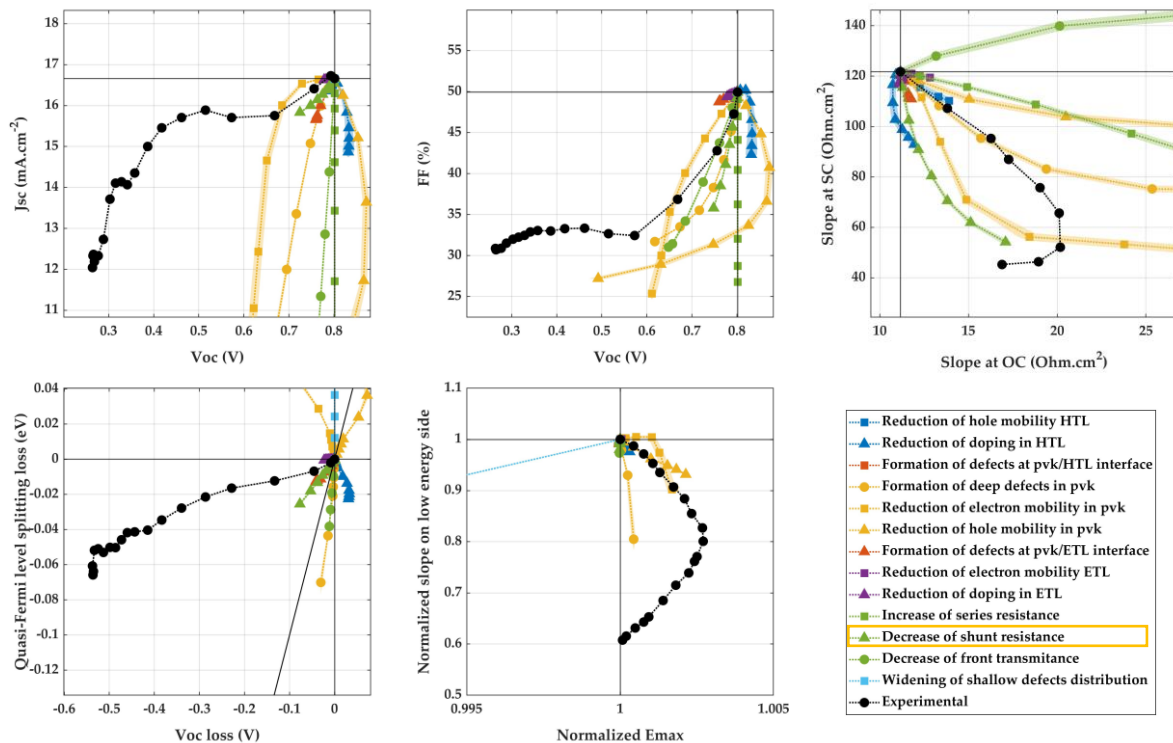 17
16
15
14
13
12
11
Jsc (mA.cm-2)
0.3 0.4 0.5 0.6 0.7 0.8
Voc (V)
55
50
45
40
35
30
25
FF (%)
0.3 0.4 0.5 0.6 0.7 0.8
Voc (V)
140
120
100
80
60
40
Slope at SC (Ohm.cm2)
10 15 20 25
Slope at OC (Ohm.cm2)
0.04
0.02
0
-0.02
-0.04
-0.06
-0.08
-0.1
-0.12
Quasi-Fermi level splitting loss (eV)
-0.6 -0.5 -0.4 -0.3 -0.2 -0.1 0
Voc loss (V)
1.1
1
0.9
0.8
0.7
0.6
0.5
Normalized slope on low energy side
0.995 1 1.005
Normalized Emax
Reduction of hole mobility HTL
Reduction of doping in HTL
Formation of defects at pvk/HTL interface
Formation of deep defects in pvk
Reduction of electron mobility in pvk
Reduction of hole mobility in pvk
Formation of defects at pvk/ETL interface
Reduction of electron mobility ETL
Reduction of doping in ETL
Increase of series resistance
Decrease of shunt resistance
Decrease of front transmitance
Widening of shallow defects distribution
Experimental